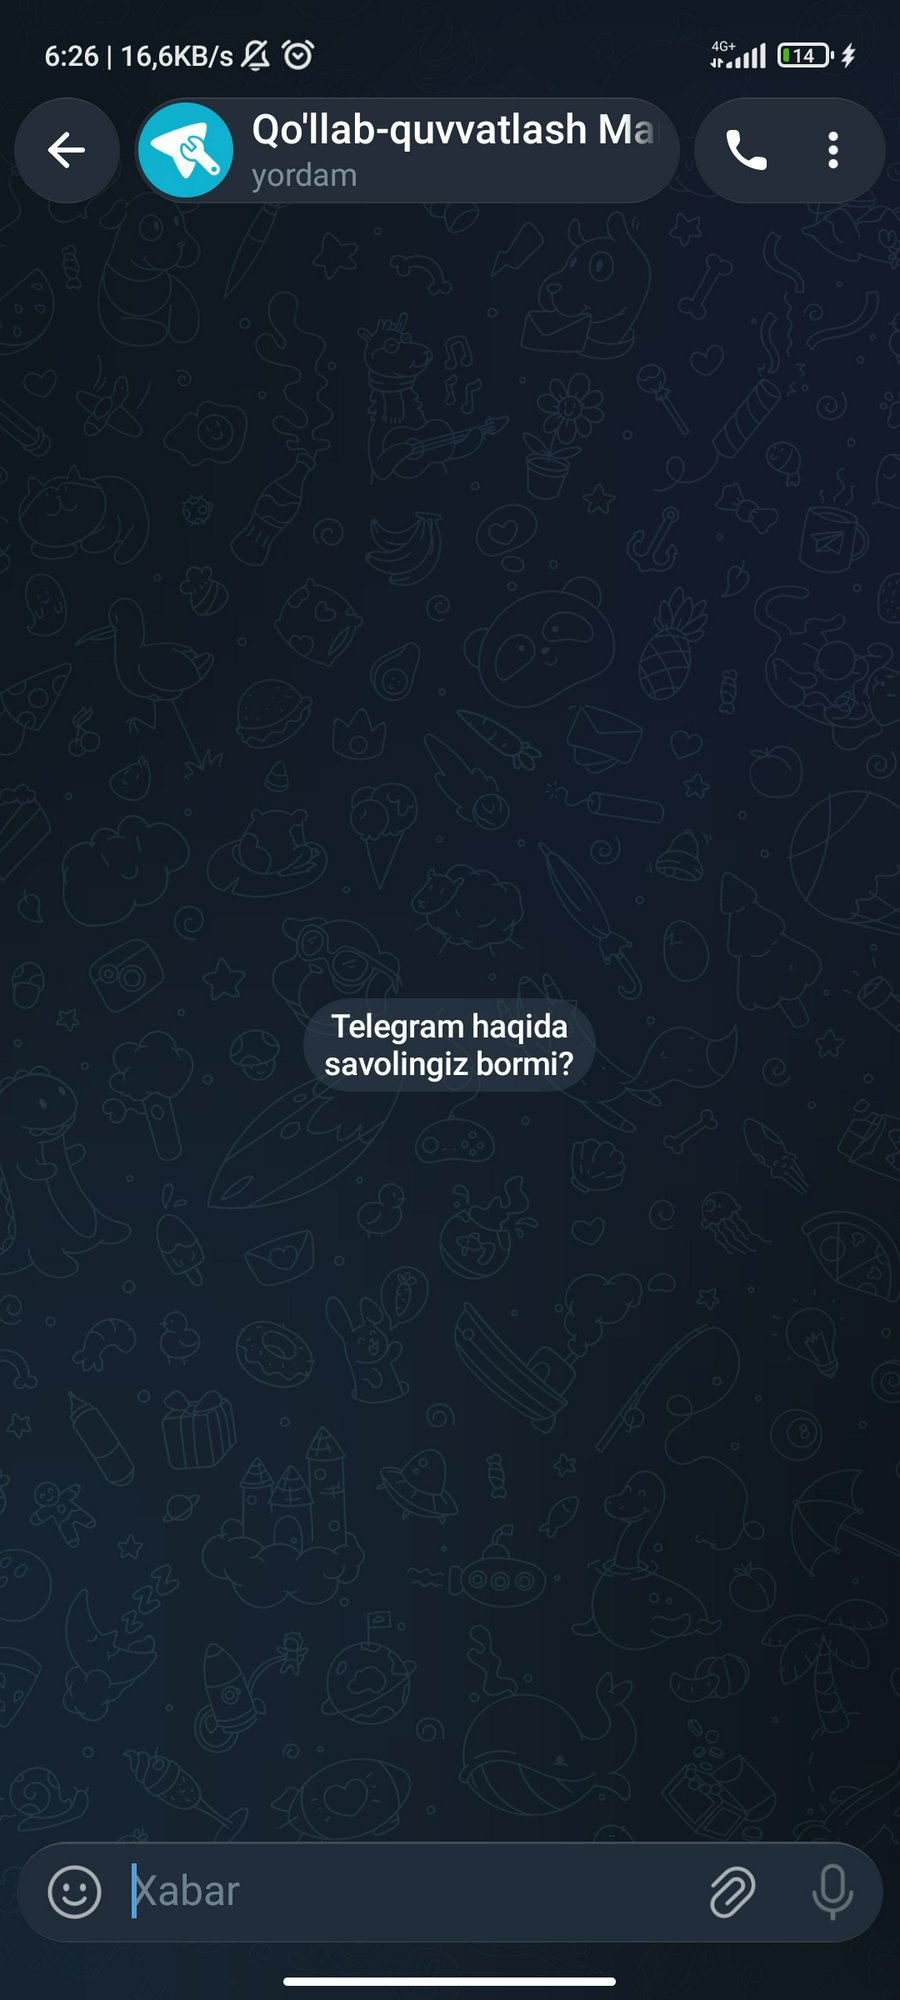 6:26 | 16,6KB/s
4G+
14
Qo'llab-quvvatlash Ma
yordam
Telegram haqida
savolingiz bormi?
Xabar